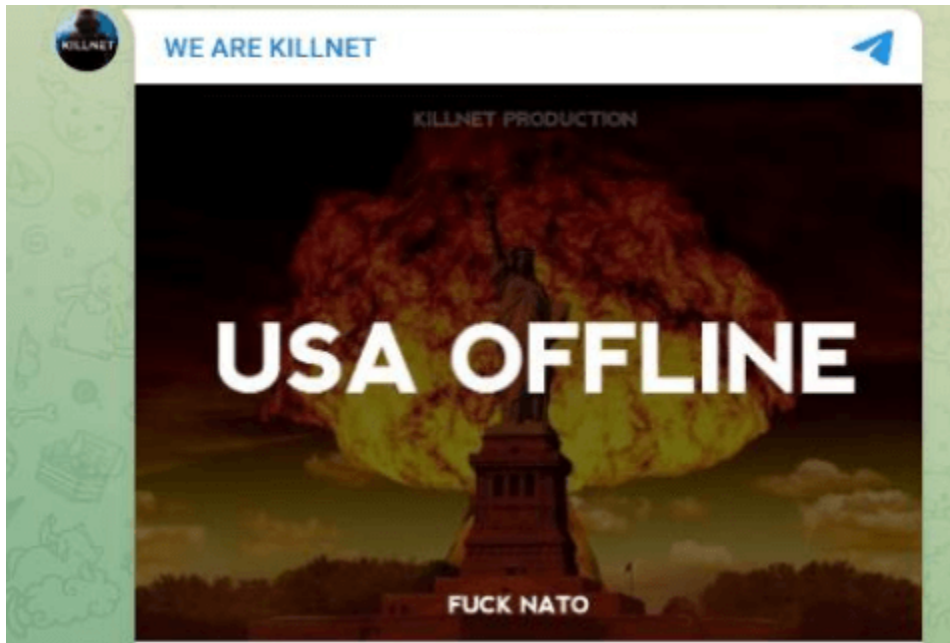 KILLNET
WE ARE KILLNET
KILLNET PRODUCTION
USA OFFLINE
FUCK NATO